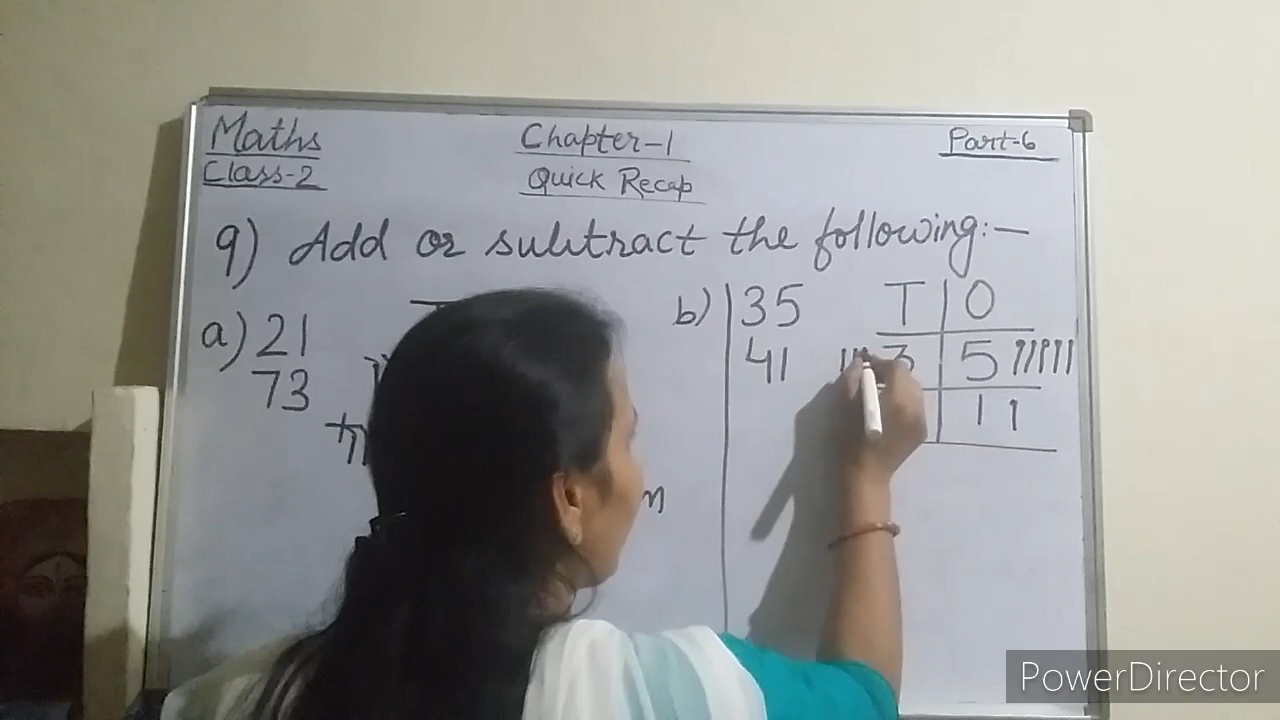 Maths
Class-2
Chapter-1
Quick Recap
Part-6
9) Add or subtract the following:-
a) 21
73
b) 35
41
T O
3 5
1 1
PowerDirector